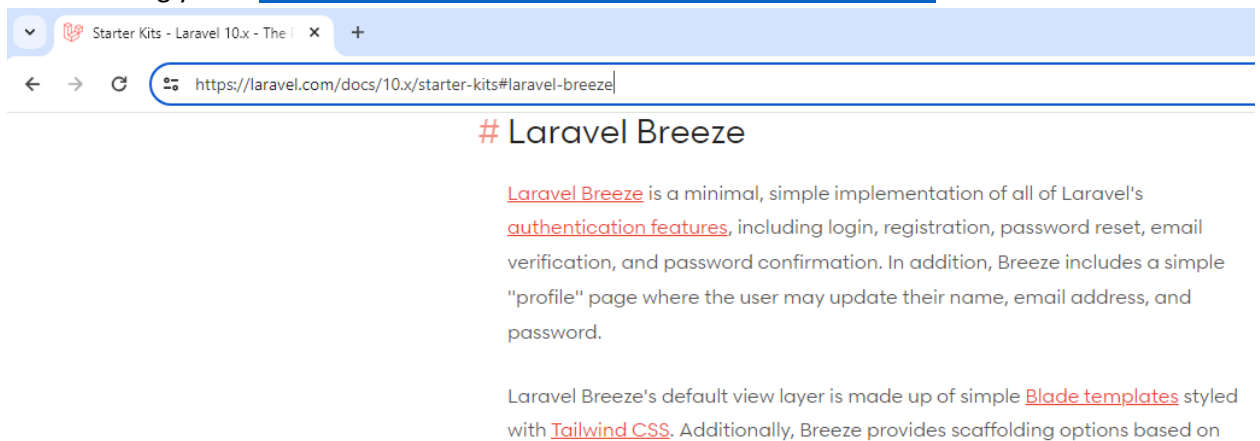 Starter Kits - Laravel 10.x - The
https://laravel.com/docs/10.x/starter-kits#laravel-breeze
# Laravel Breeze
Laravel Breeze is a minimal, simple implementation of all of Laravel's
authentication features, including login, registration, password reset, email
verification, and password confirmation. In addition, Breeze includes a simple
"profile" page where the user may update their name, email address, and
password.
Laravel Breeze's default view layer is made up of simple Blade templates styled
with Tailwind CSS. Additionally, Breeze provides scaffolding options based on